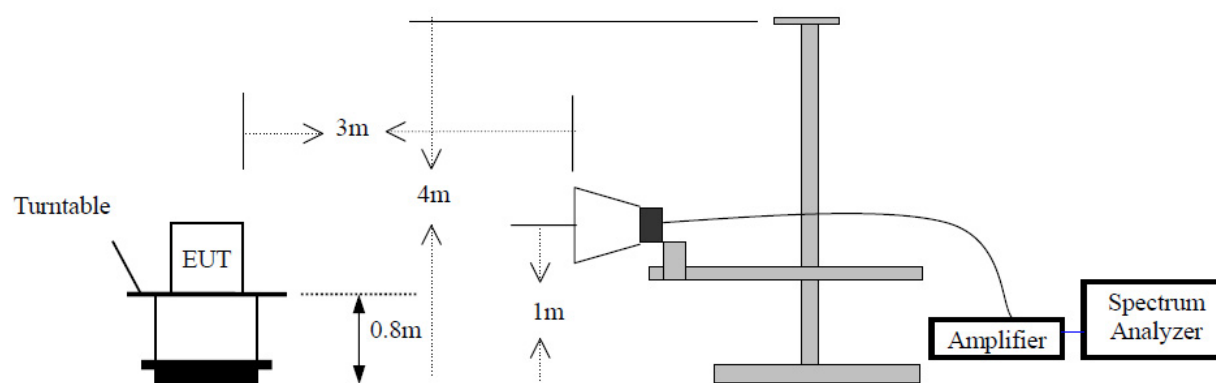 3m
4m
Turntable
EUT
0.8m
1m
Spectrum
Analyzer
Amplifier